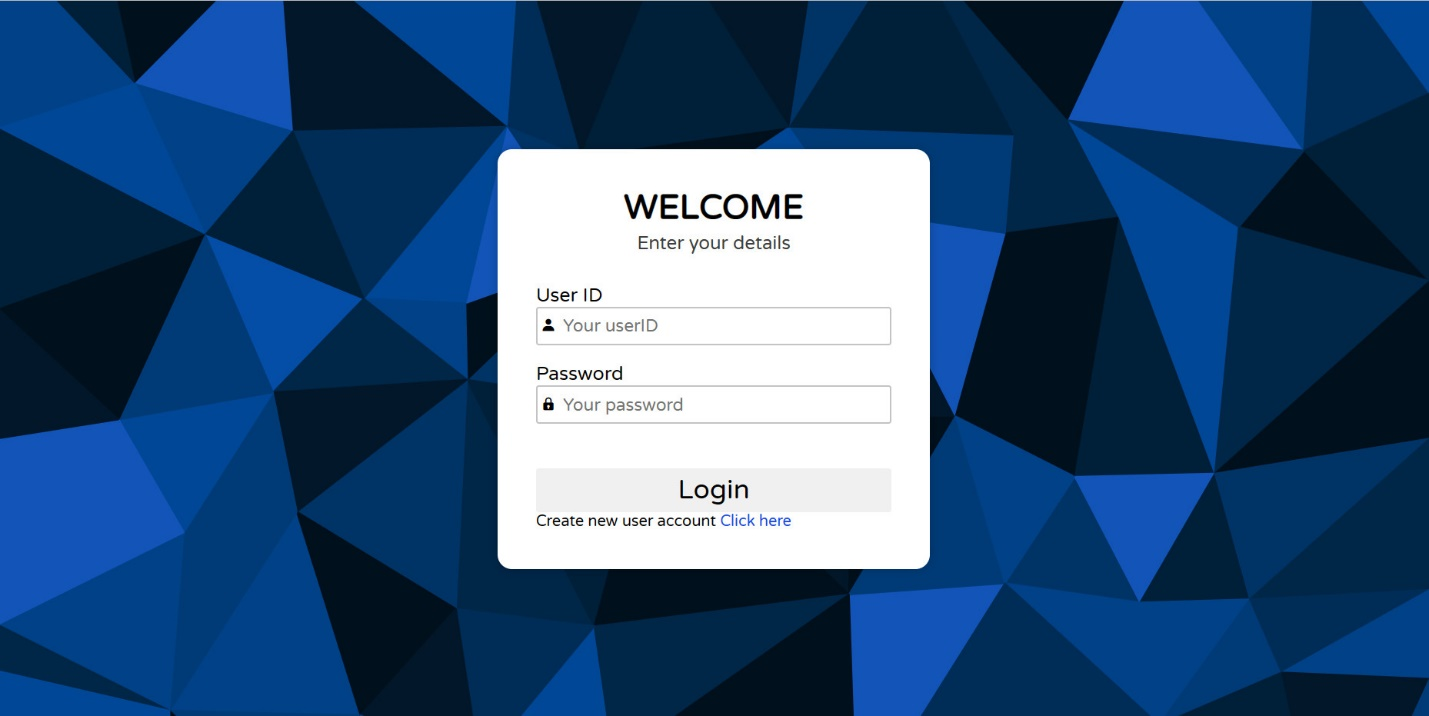 WELCOME
Enter your details
User ID
Your userID
Password
Your password
Login
Create new user account Click here